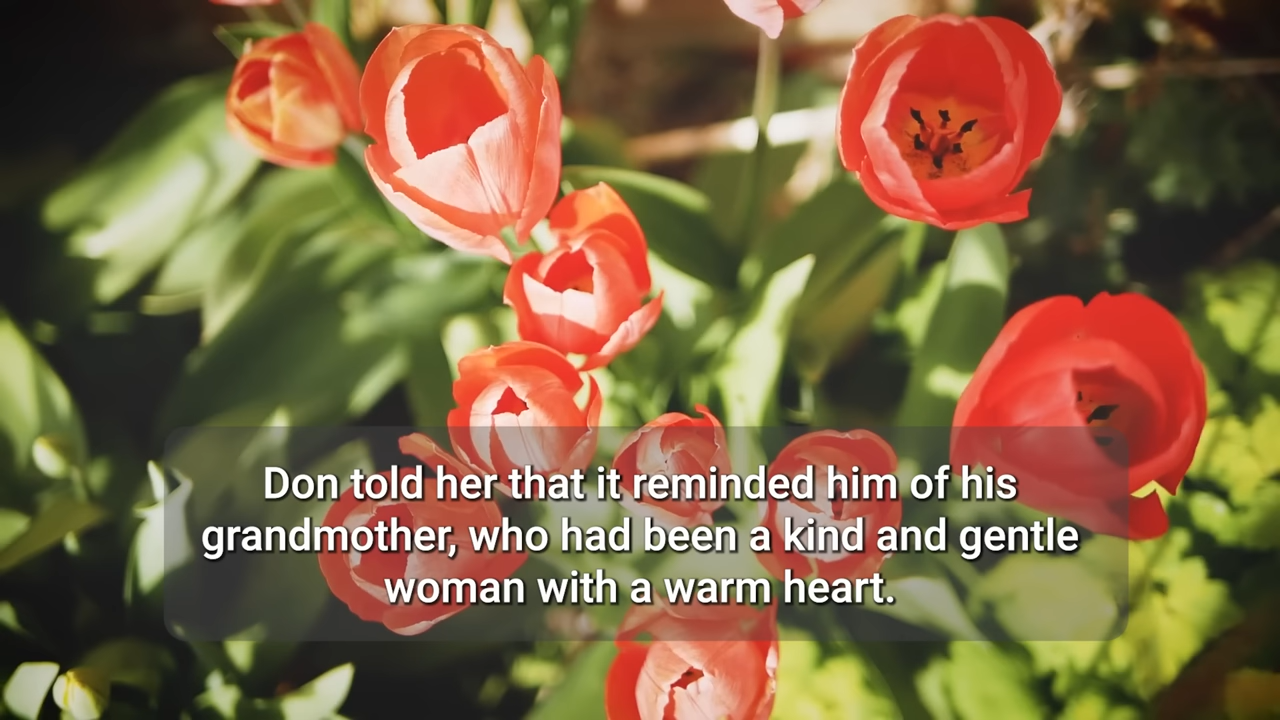 Don told her that it reminded him of his
grandmother, who had been a kind and gentle
woman with a warm heart.